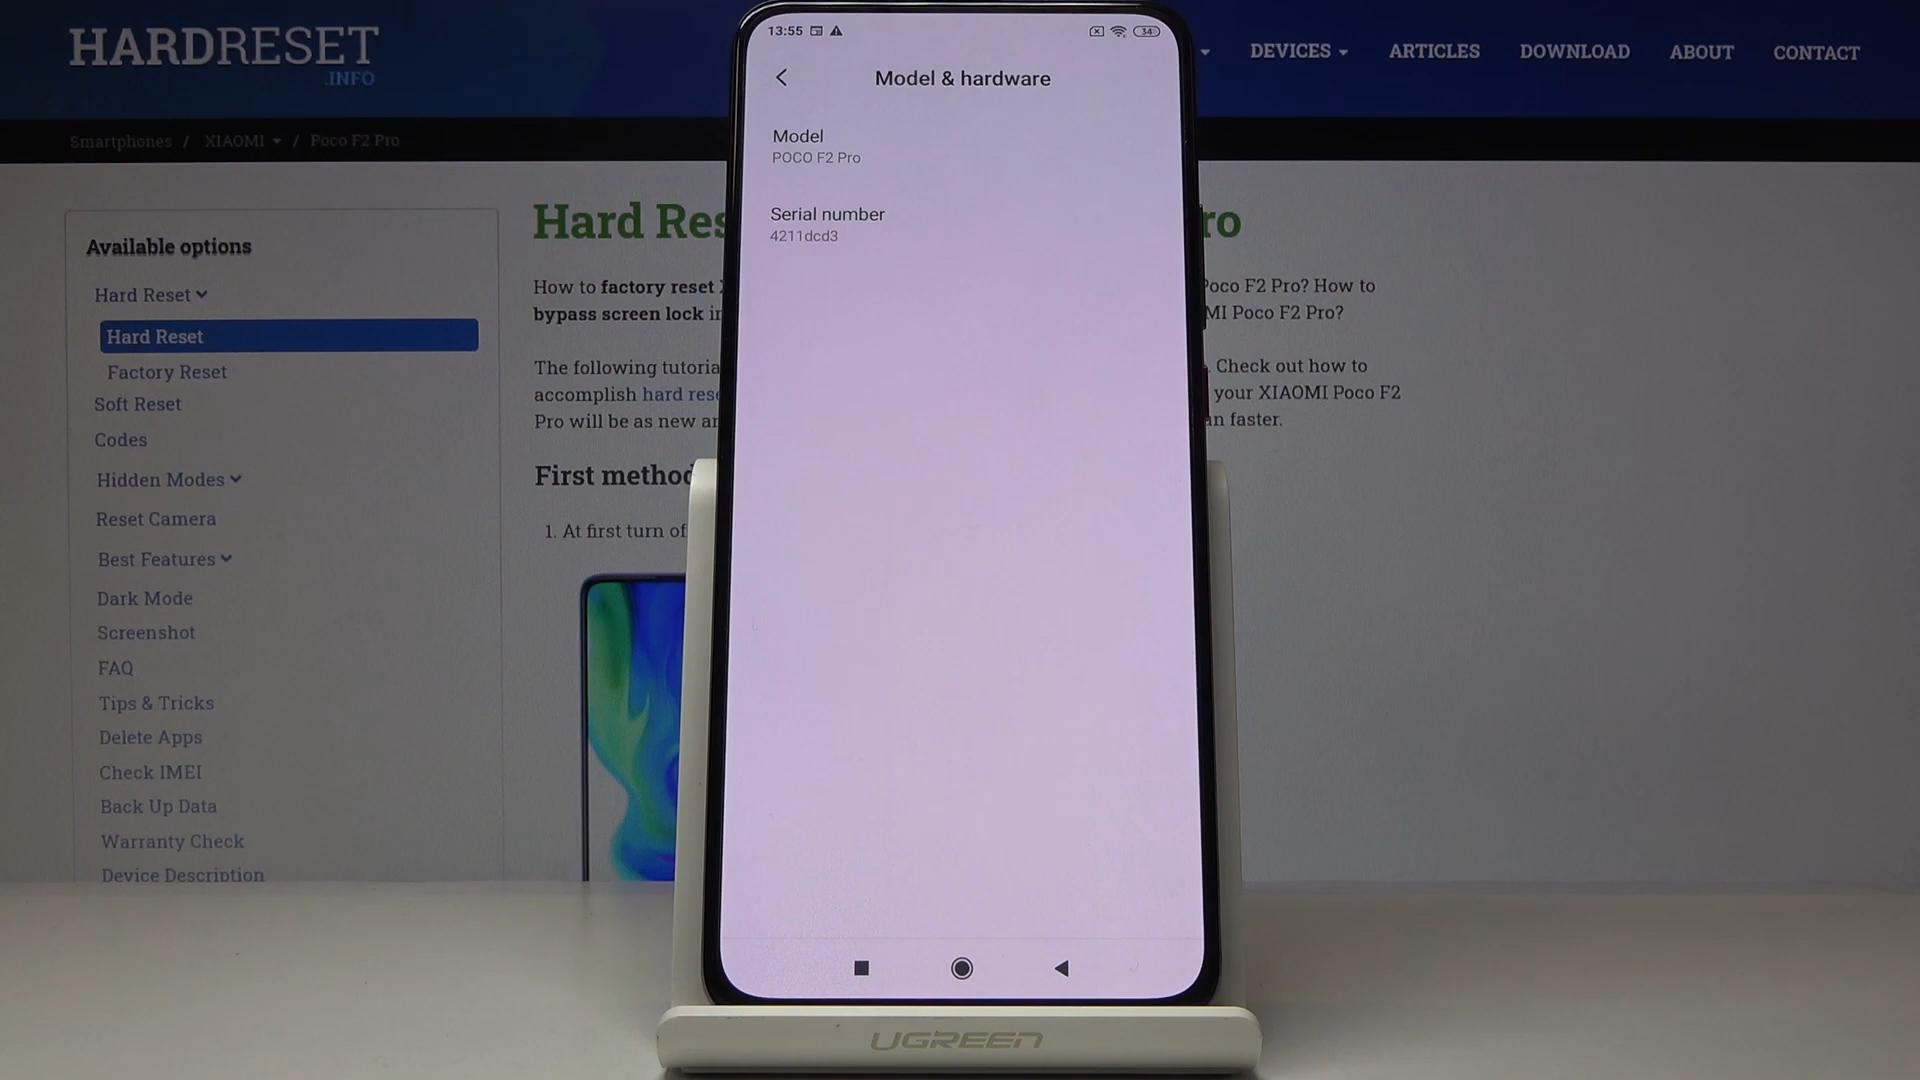 HARDRESET
.INFO
DEVICES
ARTICLES
DOWNLOAD
ABOUT
CONTACT
Smartphones / XIAOMI / Poco F2 Pro
13:55
34
Model & hardware
Model
POCO F2 Pro
Serial number
4211dcd3
Available options
Hard Reset
Hard Reset
Factory Reset
Soft Reset
Codes
Hidden Modes
Reset Camera
Best Features
Dark Mode
Screenshot
FAQ
Tips & Tricks
Delete Apps
Check IMEI
Back Up Data
Warranty Check
Device Description
Hard Res ro
How to factory reset Poco F2 Pro? How to
bypass screen lock in MI Poco F2 Pro?
The following tutoria . Check out how to
accomplish hard rese your XIAOMI Poco F2
Pro will be as new an an faster.
First method
1. At first turn of
UGREEN